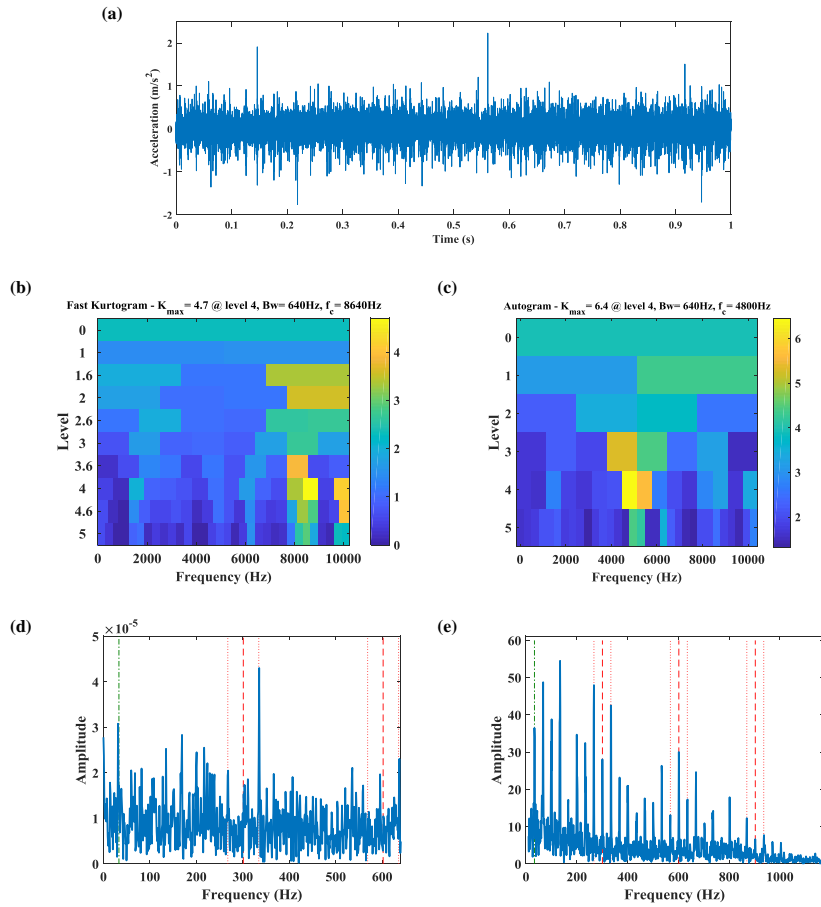 (a)
2
1
0
-1
-2
Acceleration (m/s²)
0 0.1 0.2 0.3 0.4 0.5 0.6 0.7 0.8 0.9 1
Time (s)
(b)
Fast Kurtogram - K_max = 4.7 @ level 4, Bw= 640Hz, f_c = 8640Hz
0
1
1.6
2
2.6
3
3.6
4
4.6
5
Level
0 2000 4000 6000 8000 10000
Frequency (Hz)
4
3
2
1
0
(c)
Autogram - K_max = 6.4 @ level 4, Bw= 640Hz, f_c = 4800Hz
0
1
2
3
4
5
Level
0 2000 4000 6000 8000 10000
Frequency (Hz)
6
5
4
3
2
(d)
×10⁻⁵
5
4
3
2
1
0
Amplitude
0 100 200 300 400 500 600
Frequency (Hz)
(e)
60
50
40
30
20
10
0
Amplitude
0 200 400 600 800 1000
Frequency (Hz)